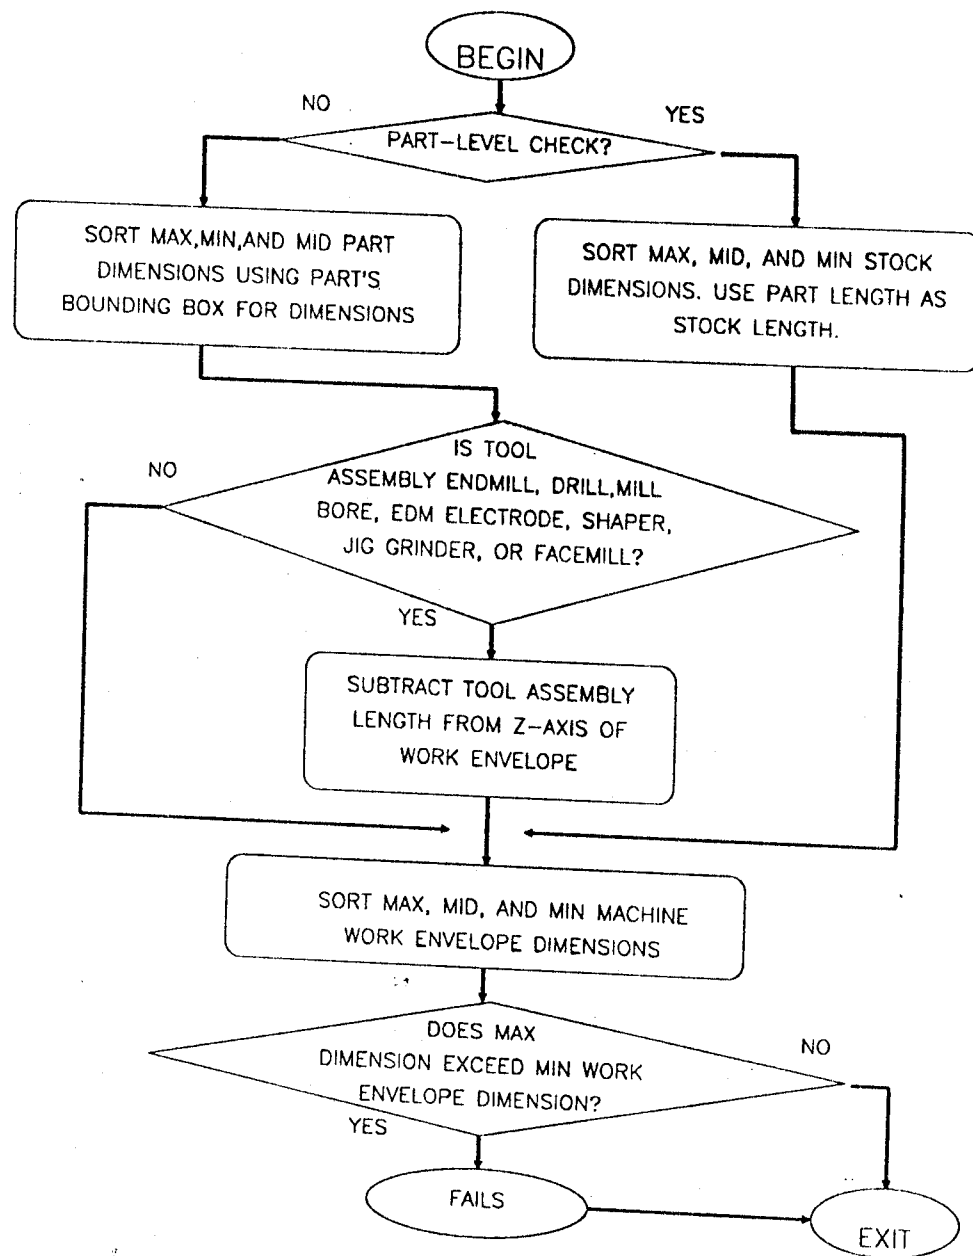 BEGIN
NO
YES
PART-LEVEL CHECK?
SORT MAX,MIN,AND MID PART
DIMENSIONS USING PART'S
BOUNDING BOX FOR DIMENSIONS
SORT MAX, MID, AND MIN STOCK
DIMENSIONS. USE PART LENGTH AS
STOCK LENGTH.
NO
IS TOOL
ASSEMBLY ENDMILL, DRILL,MILL
BORE, EDM ELECTRODE, SHAPER,
JIG GRINDER, OR FACEMILL?
YES
SUBTRACT TOOL ASSEMBLY
LENGTH FROM Z-AXIS OF
WORK ENVELOPE
SORT MAX, MID, AND MIN MACHINE
WORK ENVELOPE DIMENSIONS
DOES MAX
DIMENSION EXCEED MIN WORK
ENVELOPE DIMENSION?
NO
YES
FAILS
EXIT